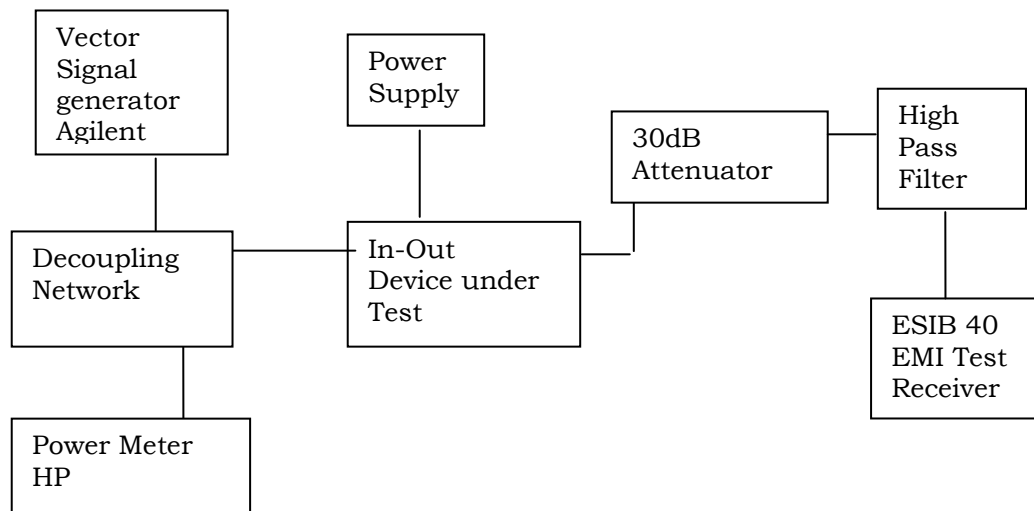 Vector
Signal
generator
Agilent
Power
Supply
30dB
Attenuator
High
Pass
Filter
Decoupling
Network
In-Out
Device under
Test
ESIB 40
EMI Test
Receiver
Power Meter
HP